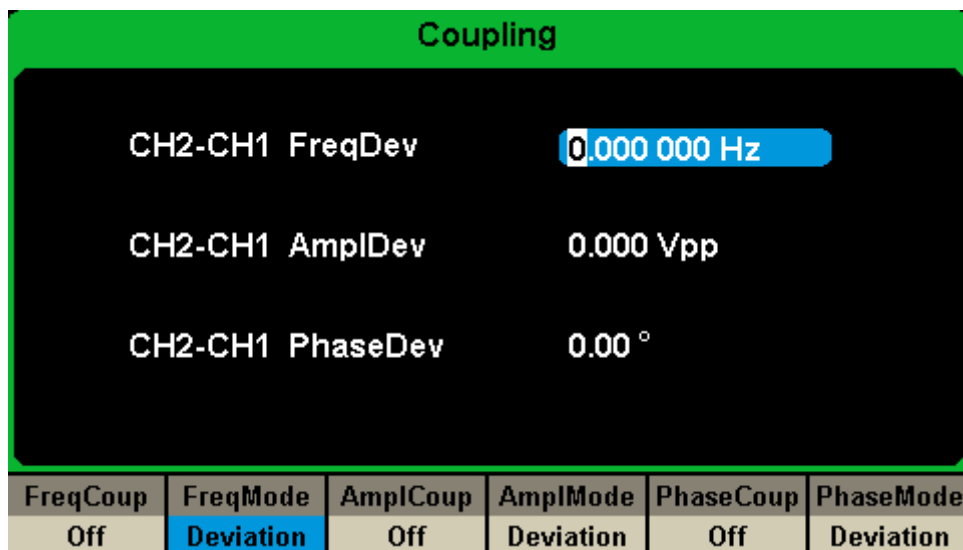 Coupling
CH2-CH1 FreqDev 0.000 000 Hz
CH2-CH1 AmplDev 0.000 Vpp
CH2-CH1 PhaseDev 0.00 °
FreqCoup FreqMode AmplCoup AmplMode PhaseCoup PhaseMode
Off Deviation Off Deviation Off Deviation